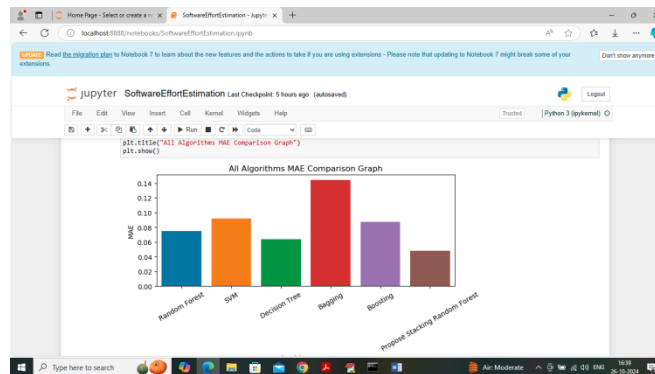 Home Page - Select or create a n
SoftwareEffortEstimation - Jupyte
localhost:8888/notebooks/SoftwareEffortEstimation.ipynb
UPDATE Read the migration plan to Notebook 7 to learn about the new features and the actions to take if you are using extensions - Please note that updating to Notebook 7 might break some of your
extensions.
Don't show anymore
jupyter SoftwareEffortEstimation Last Checkpoint: 5 hours ago (autosaved)
Logout
File Edit View Insert Cell Kernel Widgets Help
Trusted
Python 3 (ipykernel)
Run
Code
plt.title("All Algorithms MAE Comparison Graph")
plt.show()
All Algorithms MAE Comparison Graph
0.14
0.12
0.10
0.08
0.06
0.04
0.02
0.00
MAE
Random Forest
SVM
Decision Tree
Bagging
Boosting
Propose Stacking Random Forest
Type here to search
Air: Moderate
ENG
16:39
26-10-2024